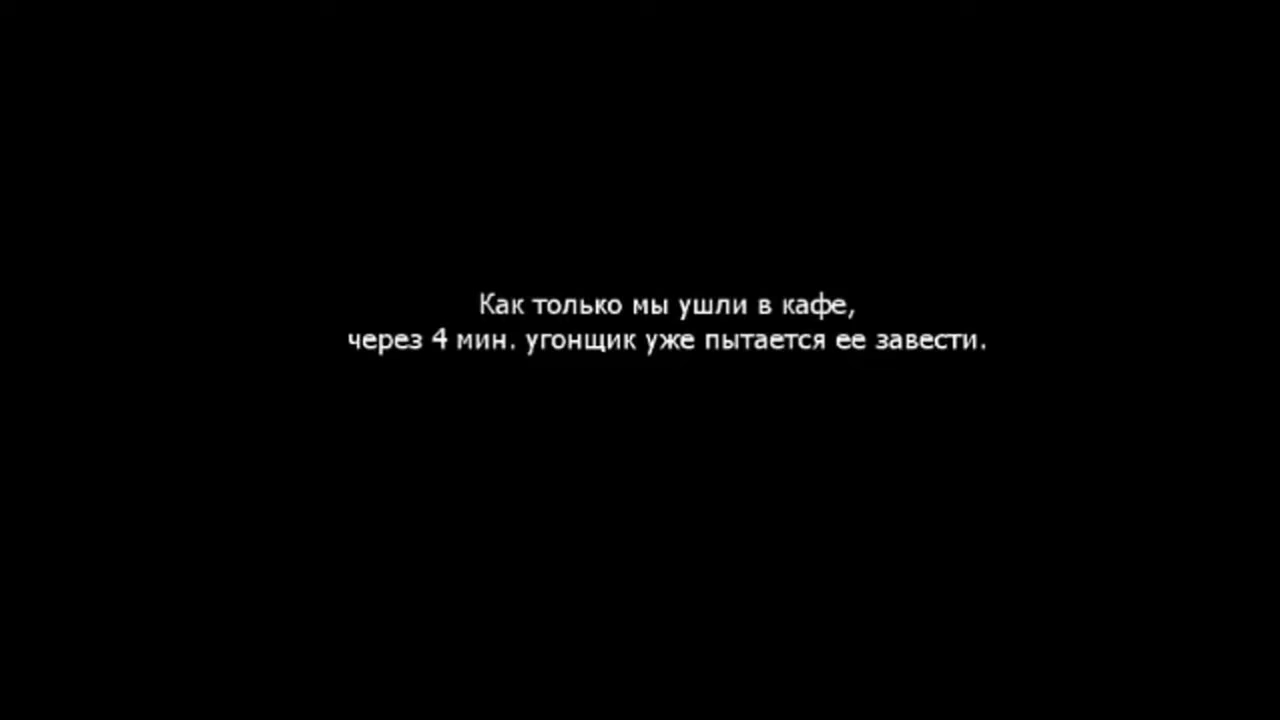 Как только мы ушли в кафе,
через 4 мин. угонщик уже пытается ее завести.